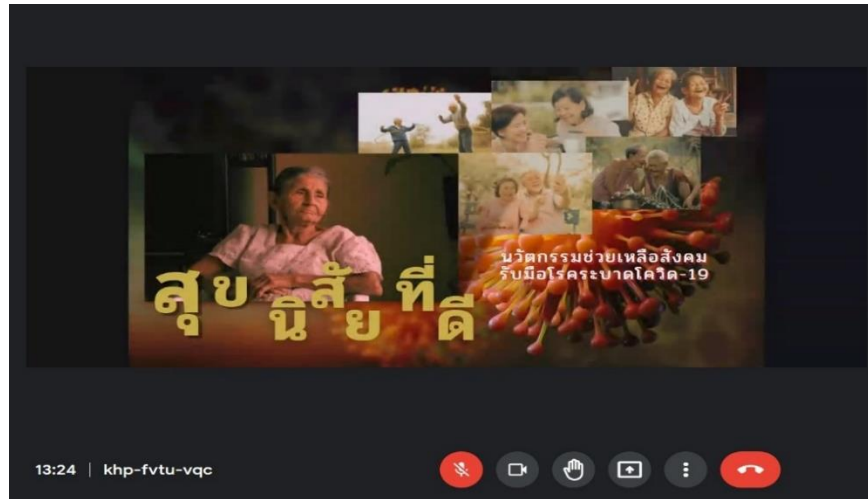 สุขนิสัยที่ดี
นวัตกรรมช่วยเหลือสังคม
รับมือโรคระบาดโควิด-19
13:24 | khp-fvtu-vqc